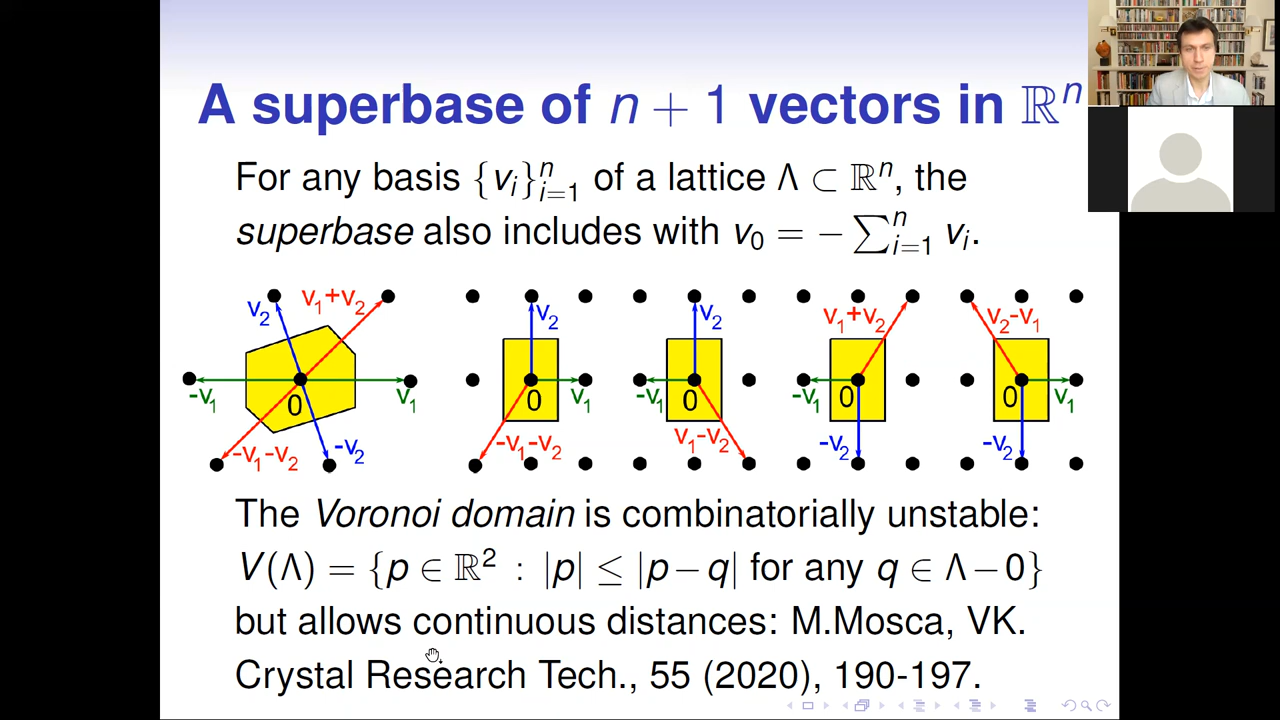 A superbase of n + 1 vectors in ℝⁿ
For any basis {vᵢ}ⁿᵢ₌₁ of a lattice Λ ⊂ ℝⁿ, the
superbase also includes with v₀ = − ∑ⁿᵢ₌₁ vᵢ.
v₂ v₁+v₂ -v₁ 0 v₁ -v₁-v₂ -v₂
v₂ 0 v₁ -v₁-v₂
v₂ -v₁ 0 v₁-v₂
v₁+v₂ -v₁ 0 -v₂
v₂-v₁ 0 v₁ -v₂
The Voronoi domain is combinatorially unstable:
V(Λ) = {p ∈ ℝ² : |p| ≤ |p−q| for any q ∈ Λ−0}
but allows continuous distances: M.Mosca, VK.
Crystal Research Tech., 55 (2020), 190-197.